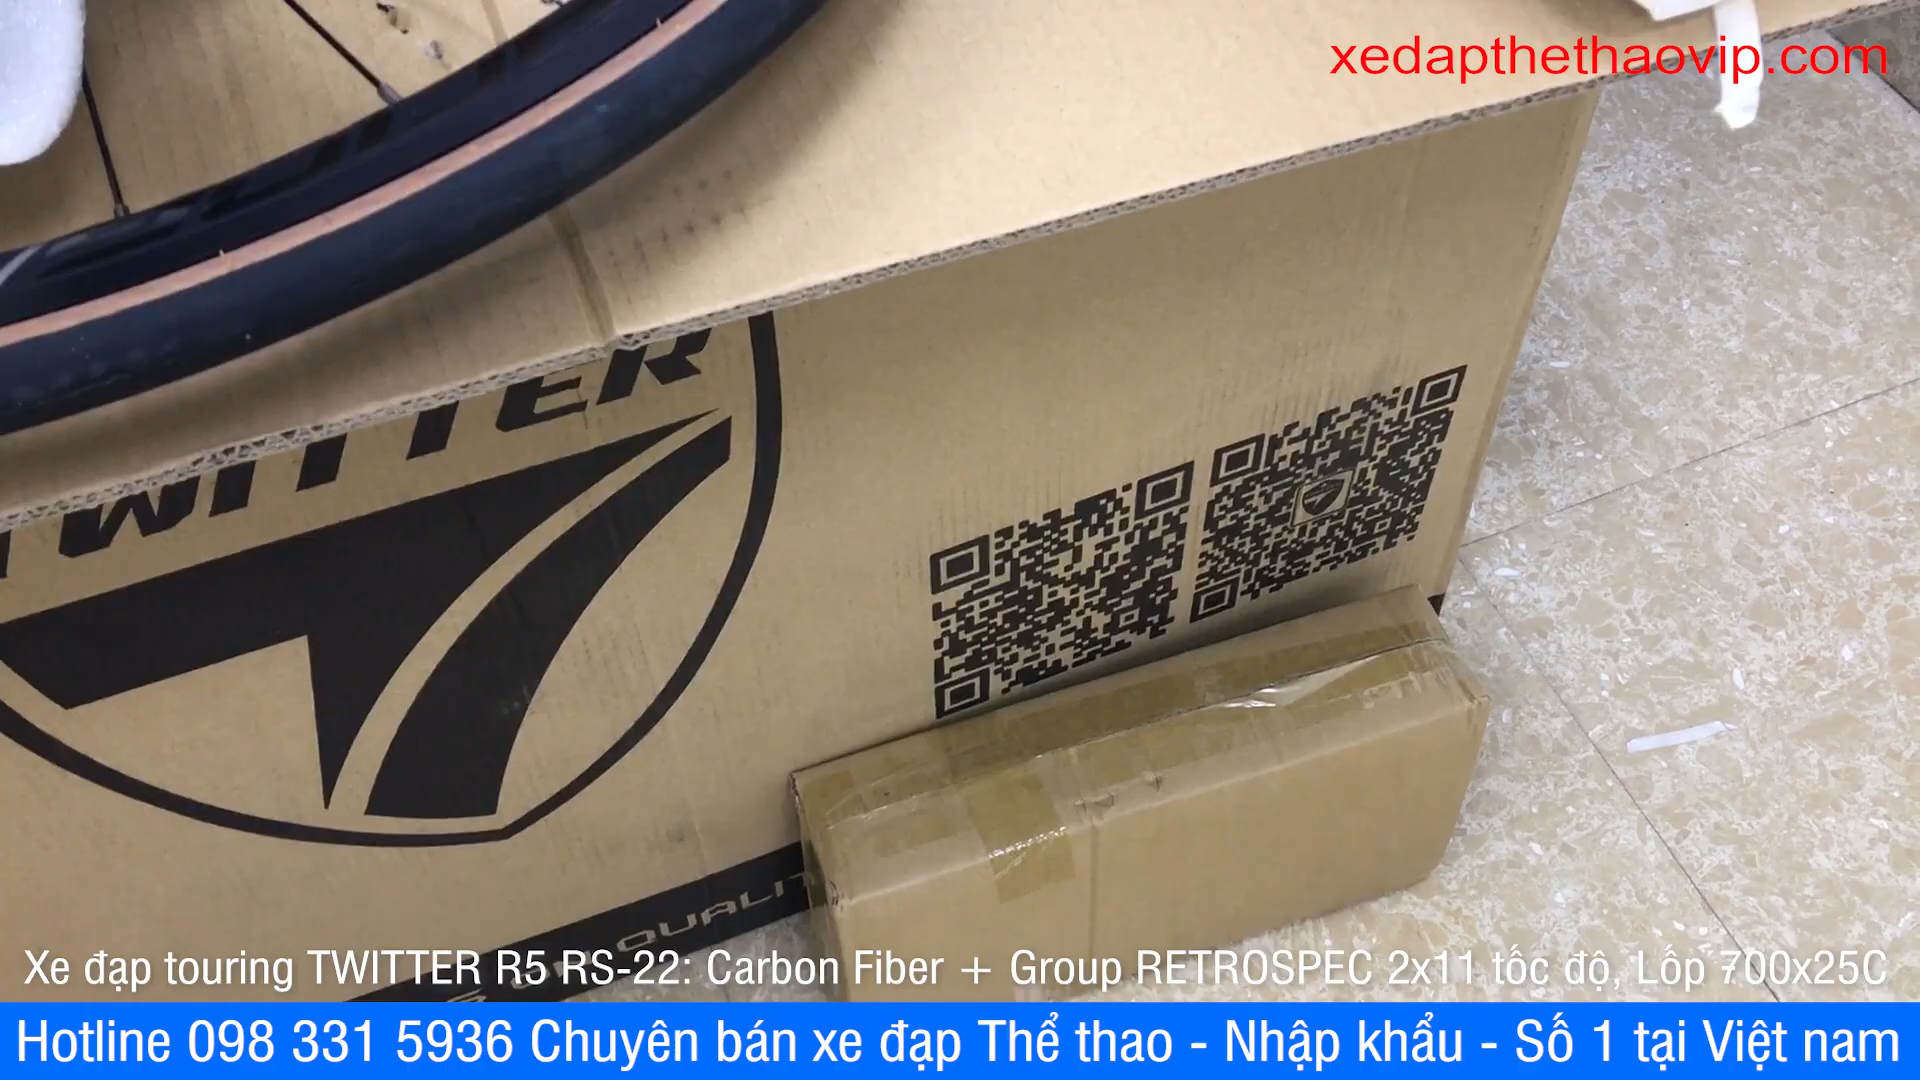 xedapthethaovip.com
TWITTER
QUALIT
Xe đạp touring TWITTER R5 RS-22: Carbon Fiber + Group RETROSPEC 2x11 tốc độ, Lốp 700x25C
Hotline 098 331 5936 Chuyên bán xe đạp Thể thao - Nhập khẩu - Số 1 tại Việt nam